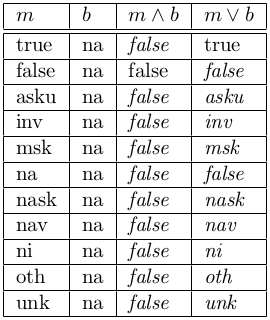 m b m ∧ b m ∨ b
true na false true
false na false false
asku na false asku
inv na false inv
msk na false msk
na na false false
nask na false nask
nav na false nav
ni na false ni
oth na false oth
unk na false unk